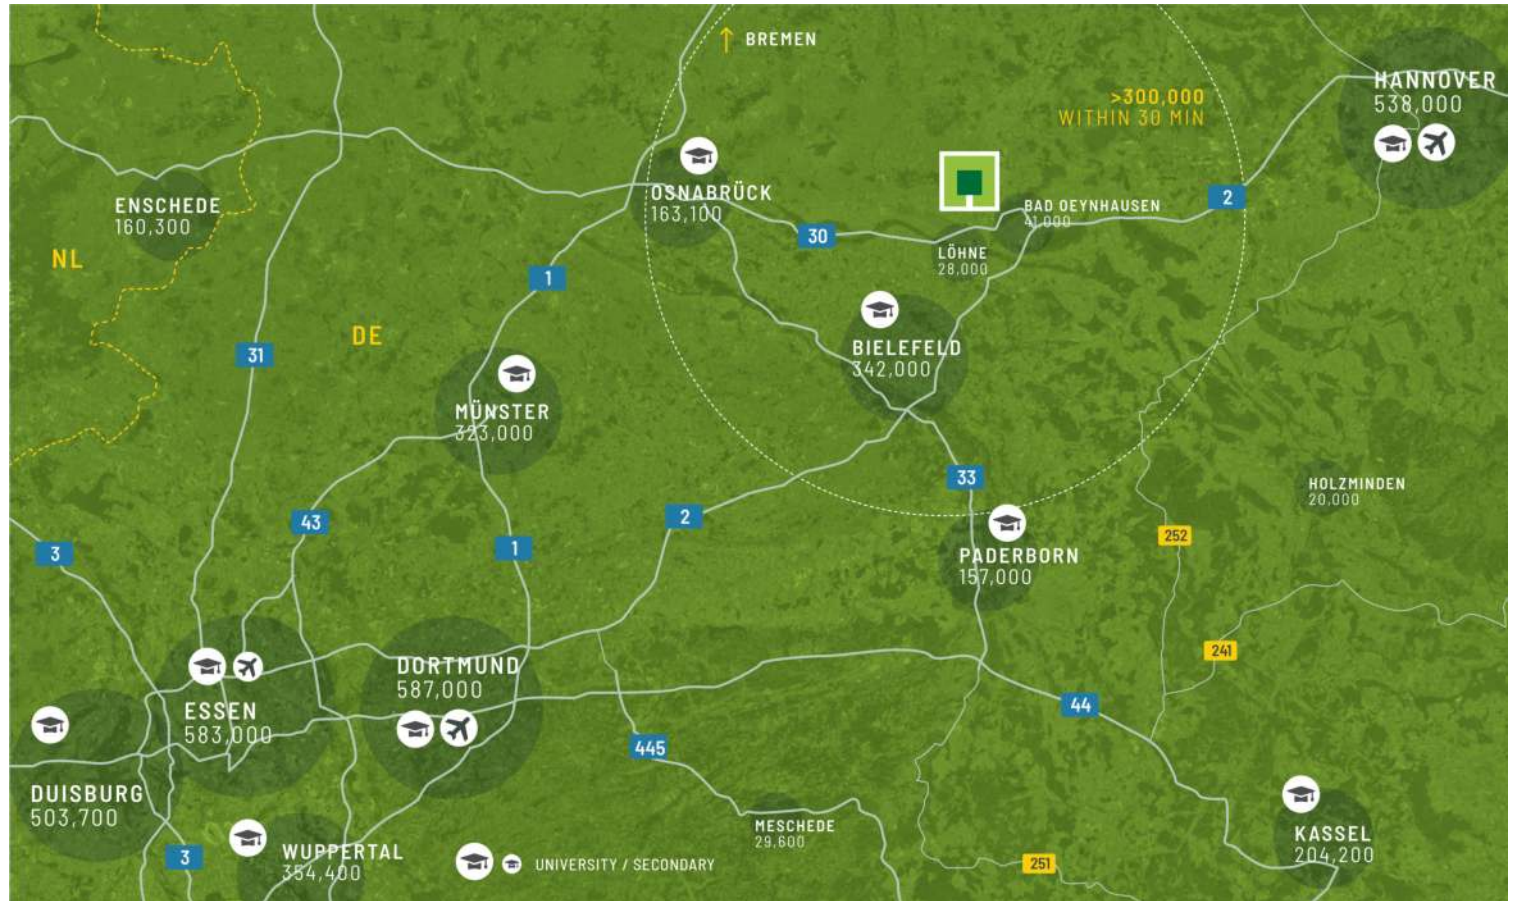 BREMEN
HANNOVER
538,000
>300,000
WITHIN 30 MIN
OSNABRÜCK
163,100
2
ENSCHEDE
160,300
BAD OEYNHAUSEN
41,000
30
NL
LÖHNE
28,000
1
DE
31
BIELEFELD
342,000
MÜNSTER
323,000
33
HOLZMINDEN
20,000
43
2
3
1
252
PADERBORN
157,000
241
DORTMUND
587,000
ESSEN
583,000
44
445
DUISBURG
503,700
MESCHEDE
29,600
KASSEL
204,200
3
WUPPERTAL
354,400
UNIVERSITY / SECONDARY
251